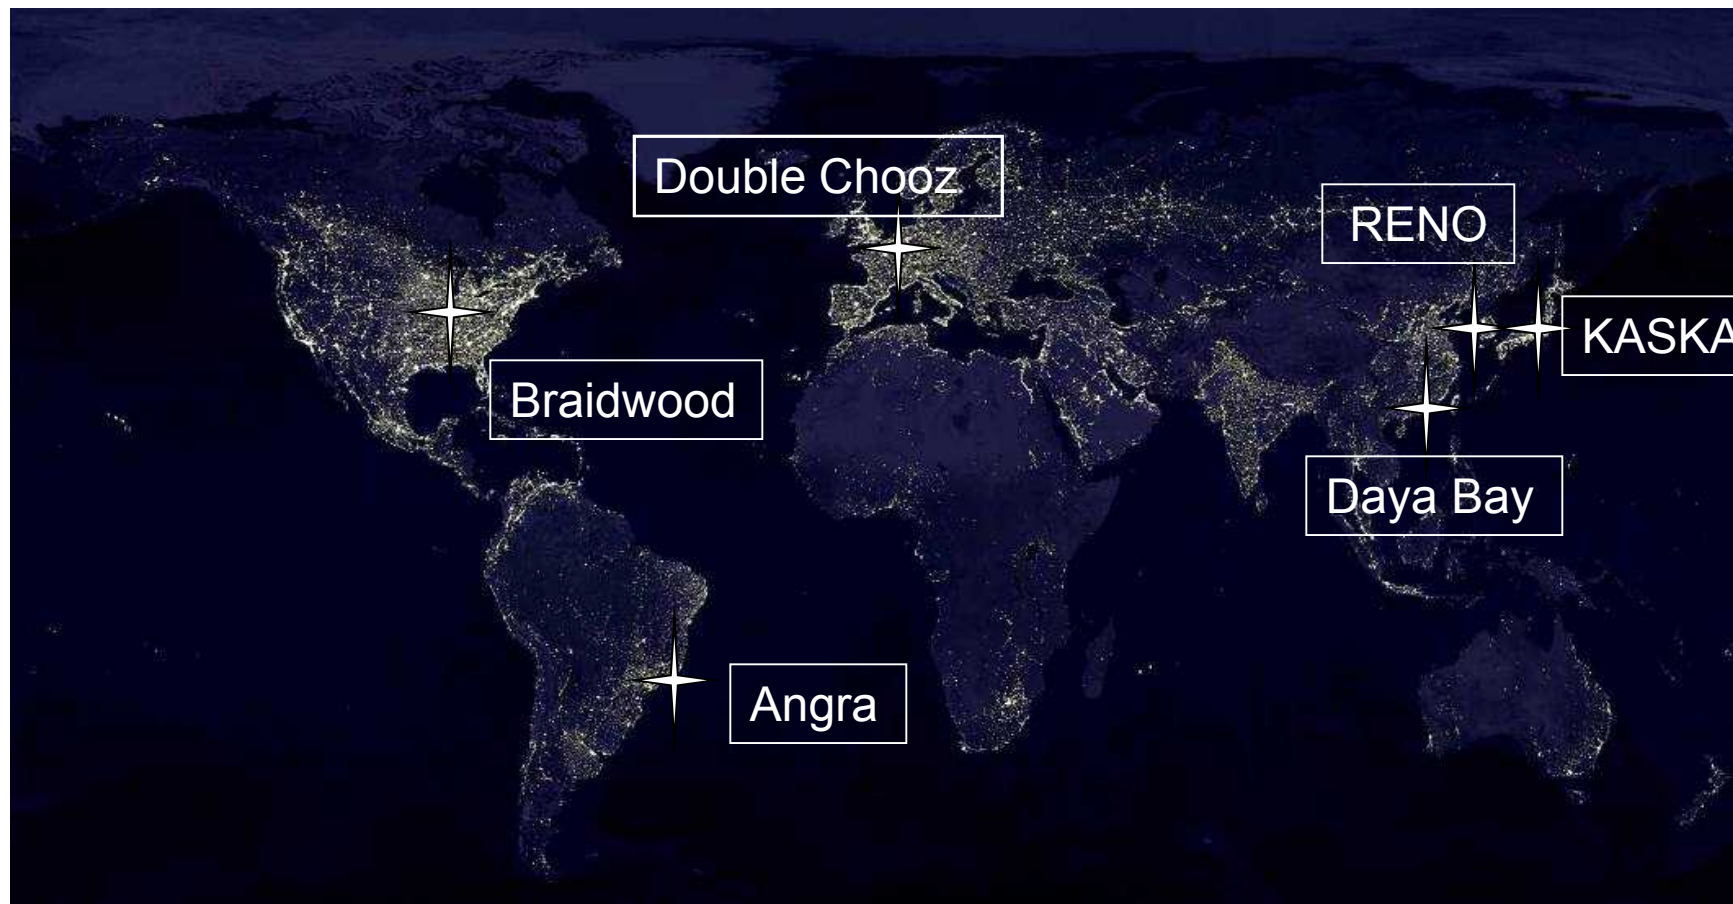 Double Chooz
RENO
KASKA
Braidwood
Daya Bay
Angra